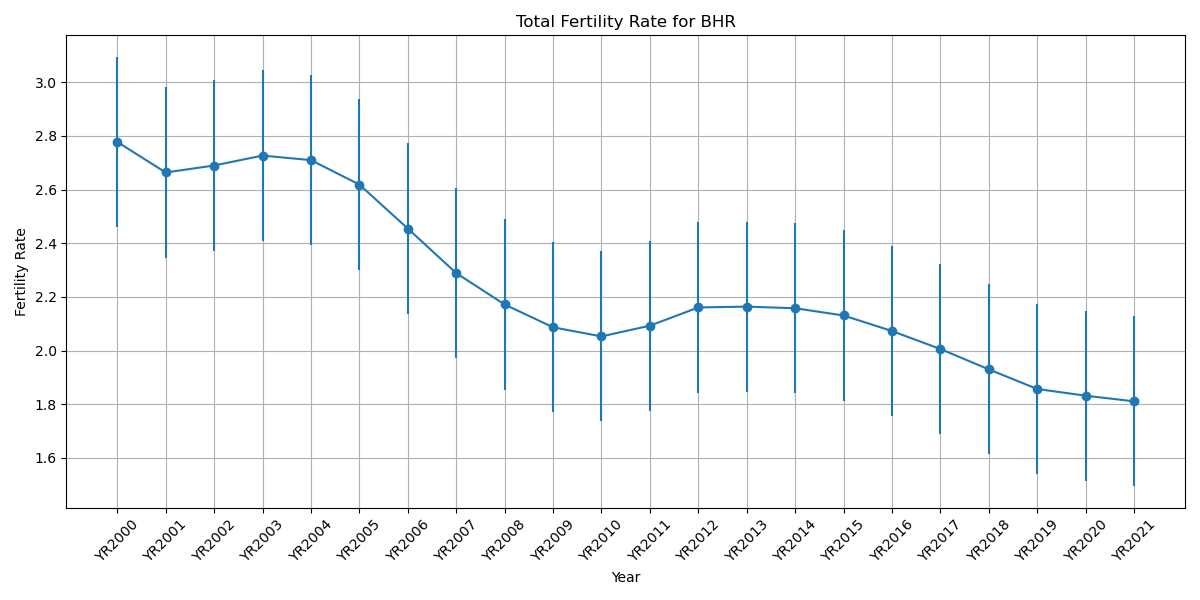 Total Fertility Rate for BHR
Fertility Rate
3.0
2.8
2.6
2.4
2.2
2.0
1.8
1.6
YR2000
YR2001
YR2002
YR2003
YR2004
YR2005
YR2006
YR2007
YR2008
YR2009
YR2010
YR2011
YR2012
YR2013
YR2014
YR2015
YR2016
YR2017
YR2018
YR2019
YR2020
YR2021
Year